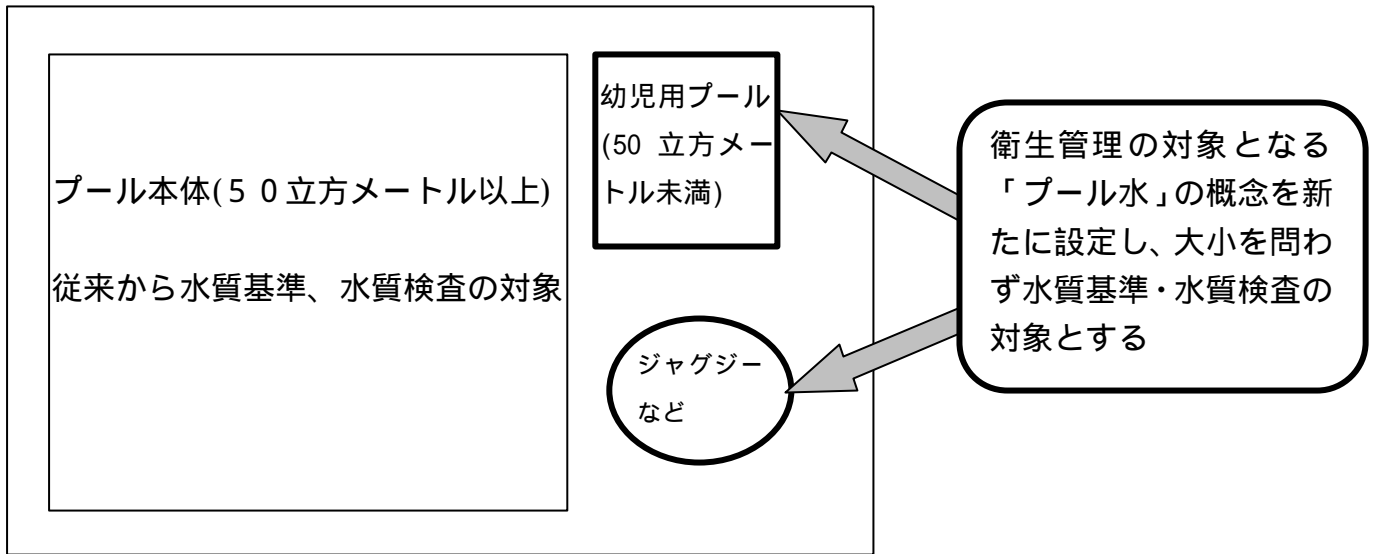 プール本体(50立方メートル以上)
従来から水質基準、水質検査の対象
幼児用プール
(50 立方メー
トル未満)
ジャグジー
など
衛生管理の対象となる
「プール水」の概念を新
たに設定し、大小を問わ
ず水質基準・水質検査の
対象とする